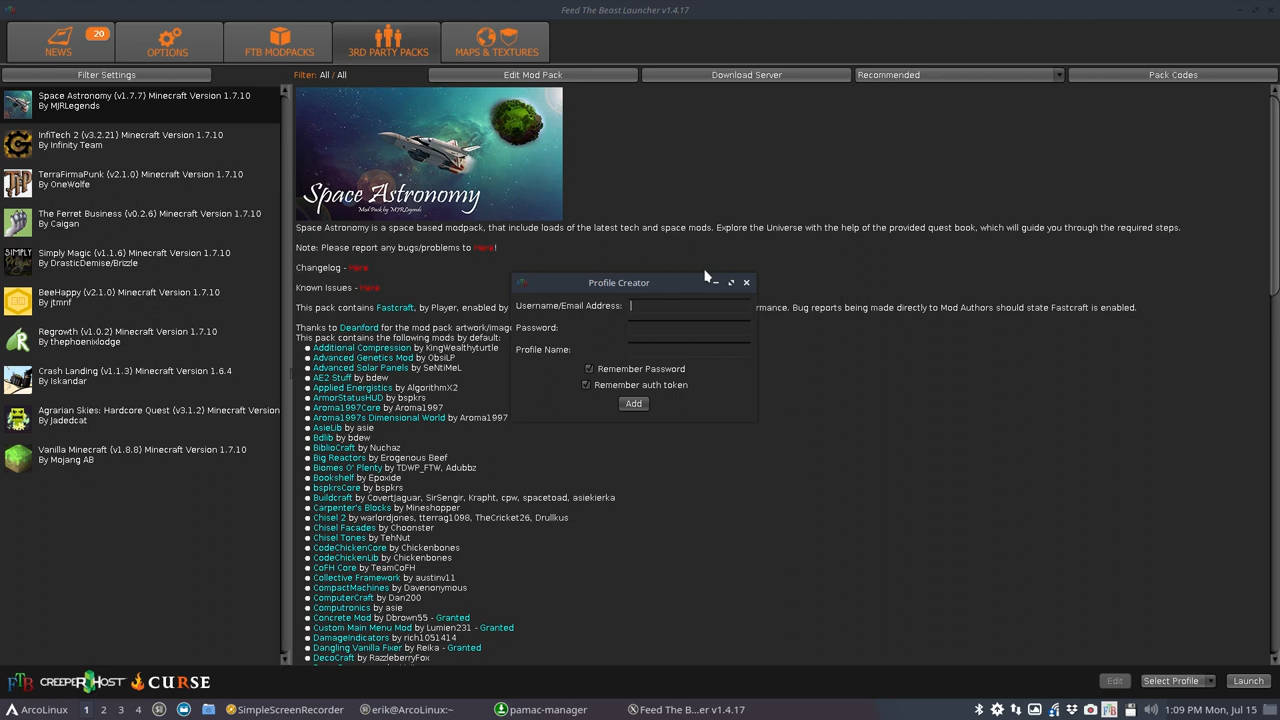 Feed The Beast Launcher v1.4.17
NEWS
20
OPTIONS
FTB MODPACKS
3RD PARTY PACKS
MAPS & TEXTURES
Filter Settings
Filter: All / All
Edit Mod Pack
Download Server
Recommended
Pack Codes
Space Astronomy (v1.7.7) Minecraft Version 1.7.10
By MJRLegends
InfiTech 2 (v3.2.21) Minecraft Version 1.7.10
By Infinity Team
TerraFirmaPunk (v2.1.0) Minecraft Version 1.7.10
By OneWolfe
The Ferret Business (v0.2.6) Minecraft Version 1.7.10
By Caigan
Simply Magic (v1.1.6) Minecraft Version 1.7.10
By DrasticDemise/Brizzle
BeeHappy (v2.1.0) Minecraft Version 1.7.10
By jtmnf
Regrowth (v1.0.2) Minecraft Version 1.7.10
By thephoenixlodge
Crash Landing (v1.1.3) Minecraft Version 1.6.4
By Iskandar
Agrarian Skies: Hardcore Quest (v3.1.2) Minecraft Version
By Jadedcat
Vanilla Minecraft (v1.8.8) Minecraft Version 1.7.10
By Mojang AB
Space Astronomy
Mod Pack by MJRLegends
Space Astronomy is a space based modpack, that include loads of the latest tech and space mods. Explore the Universe with the help of the provided quest book, which will guide you through the required steps.
Note: Please report any bugs/problems to Here!
Changelog - Here
Known Issues - Here
This pack contains Fastcraft, by Player, enabled by
rmance. Bug reports being made directly to Mod Authors should state Fastcraft is enabled.
Thanks to Deanford for the mod pack artwork/imag
This pack contains the following mods by default:
Additional Compression by KingWealthyturtle
Advanced Genetics Mod by ObsiLP
Advanced Solar Panels by SeNtiMeL
AE2 Stuff by bdew
Applied Energistics by AlgorithmX2
ArmorStatusHUD by bspkrs
Aroma1997Core by Aroma1997
Aroma1997s Dimensional World by Aroma1997
AsieLib by asie
Bdlib by bdew
BiblioCraft by Nuchaz
Big Reactors by Erogenous Beef
Biomes O' Plenty by TDWP_FTW, Adubbz
Bookshelf by Epoxide
bspkrsCore by bspkrs
Buildcraft by CovertJaguar, SirSengir, Krapht, cpw, spacetoad, asiekierka
Carpenter's Blocks by Mineshopper
Chisel 2 by warlordjones, tterrag1098, TheCricket26, Drullkus
Chisel Facades by Choonster
Chisel Tones by TehNut
CodeChickenCore by Chickenbones
CodeChickenLib by Chickenbones
CoFH Core by TeamCoFH
Collective Framework by austinv11
CompactMachines by Davenonymous
ComputerCraft by Dan200
Computronics by asie
Concrete Mod by Dbrown55 - Granted
Custom Main Menu Mod by Lumien231 - Granted
DamageIndicators by rich1051414
Dangling Vanilla Fixer by Reika - Granted
DecoCraft by RazzleberryFox
Profile Creator
Username/Email Address:
Password:
Profile Name:
Remember Password
Remember auth token
Add
FTB
CREEPERHOST
CURSE
Edit
Select Profile
Launch
ArcoLinux
1 2 3 4
SimpleScreenRecorder
erik@ArcoLinux:~
pamac-manager
Feed The B...er v1.4.17
1:09 PM Mon, Jul 15